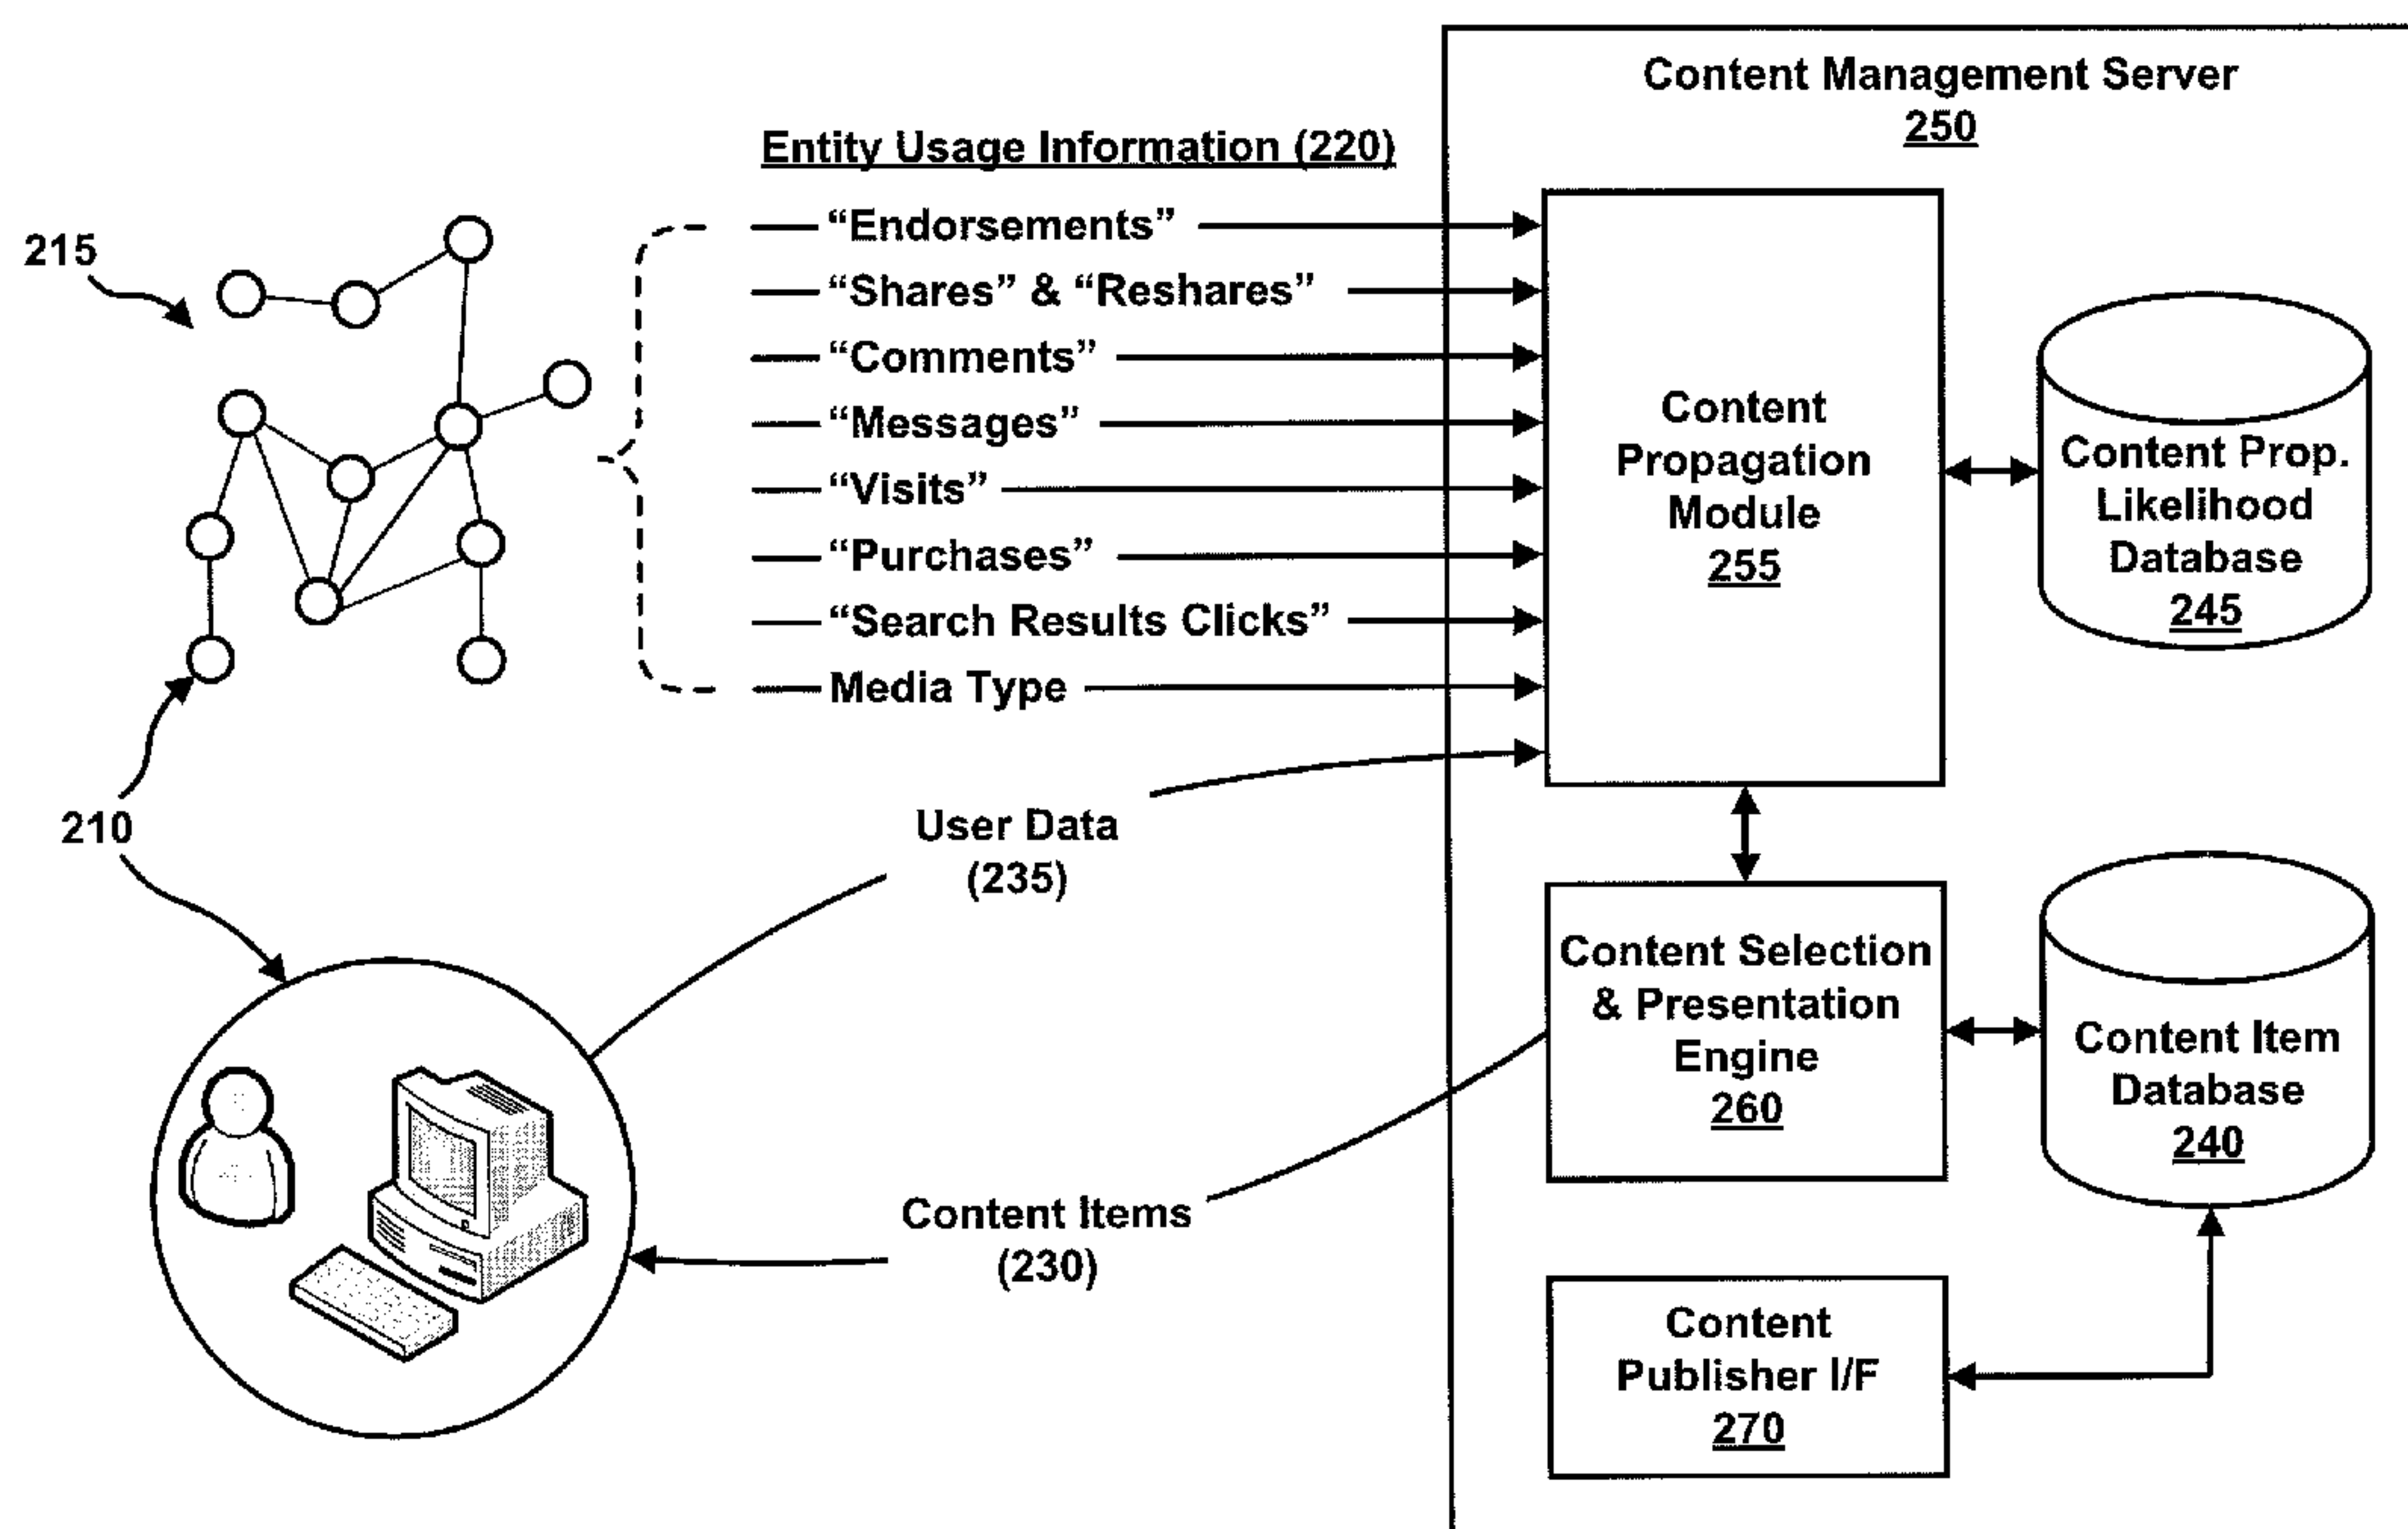 Content Management Server
250
Entity Usage Information (220)
215
“Endorsements”
“Shares” & “Reshares”
“Comments”
“Messages”
“Visits”
“Purchases”
“Search Results Clicks”
Media Type
Content
Propagation
Module
255
Content Prop.
Likelihood
Database
245
210
User Data
(235)
Content Selection
& Presentation
Engine
260
Content Item
Database
240
Content Items
(230)
Content
Publisher I/F
270